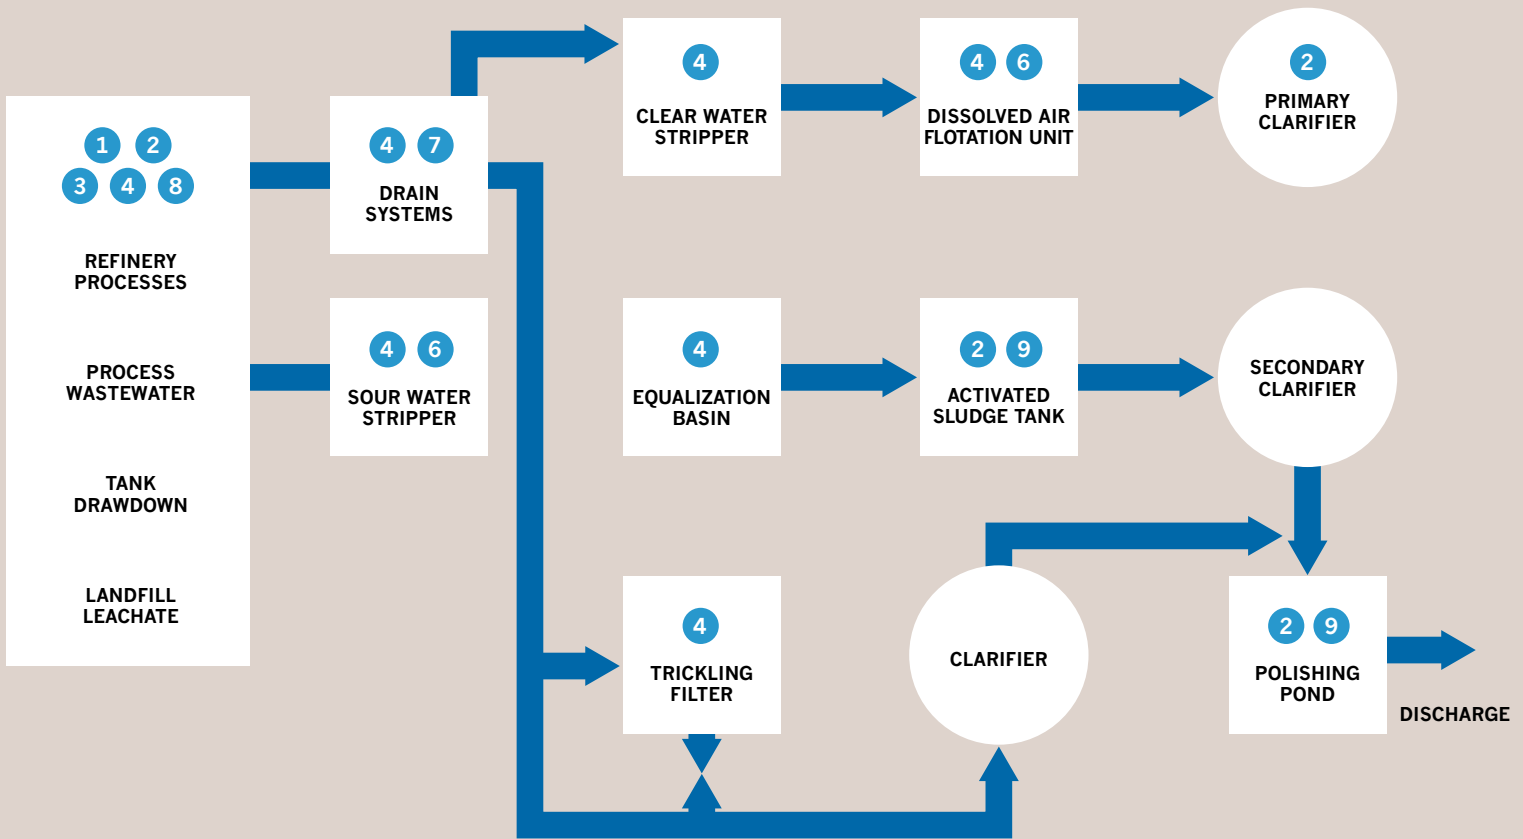 1 2
3 4 8
REFINERY
PROCESSES
PROCESS
WASTEWATER
TANK
DRAWDOWN
LANDFILL
LEACHATE
4 7
DRAIN
SYSTEMS
4 6
SOUR WATER
STRIPPER
4
CLEAR WATER
STRIPPER
4 6
DISSOLVED AIR
FLOTATION UNIT
2
PRIMARY
CLARIFIER
4
EQUALIZATION
BASIN
2 9
ACTIVATED
SLUDGE TANK
SECONDARY
CLARIFIER
4
TRICKLING
FILTER
CLARIFIER
2 9
POLISHING
POND
DISCHARGE